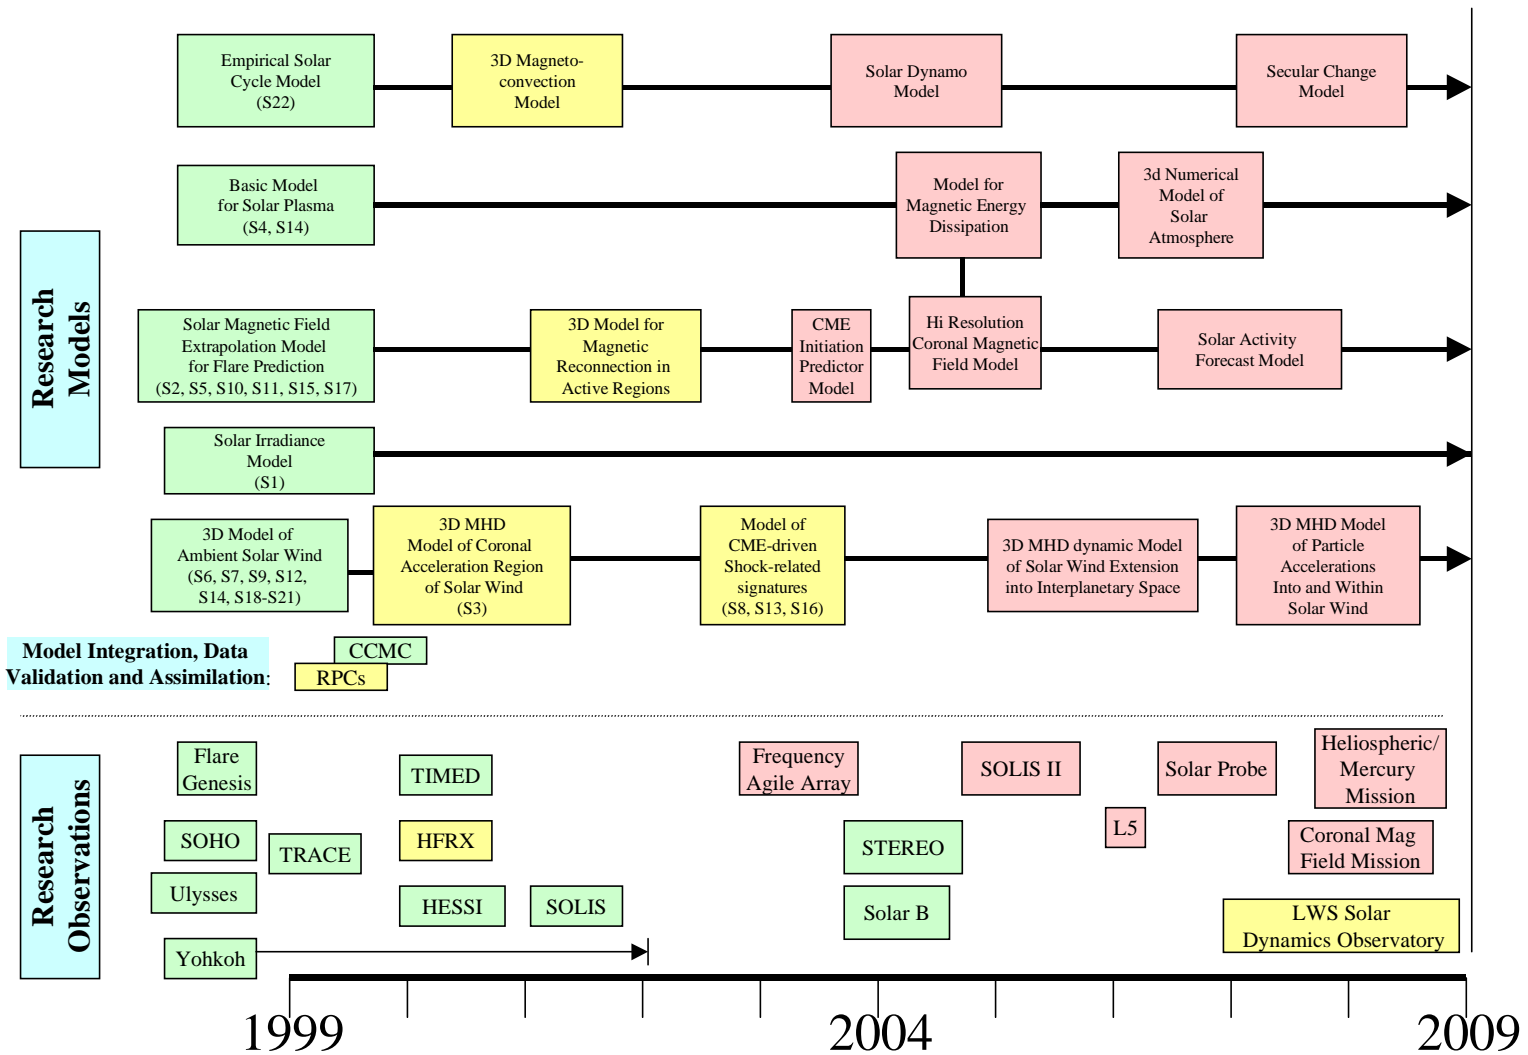 Empirical Solar
Cycle Model
(S22)
3D Magneto-
convection
Model
Solar Dynamo
Model
Secular Change
Model
Basic Model
for Solar Plasma
(S4, S14)
Model for
Magnetic Energy
Dissipation
3d Numerical
Model of
Solar
Atmosphere
Research
Models
Solar Magnetic Field
Extrapolation Model
for Flare Prediction
(S2, S5, S10, S11, S15, S17)
3D Model for
Magnetic
Reconnection in
Active Regions
CME
Initiation
Predictor
Model
Hi Resolution
Coronal Magnetic
Field Model
Solar Activity
Forecast Model
Solar Irradiance
Model
(S1)
3D Model of
Ambient Solar Wind
(S6, S7, S9, S12,
S14, S18-S21)
3D MHD
Model of Coronal
Acceleration Region
of Solar Wind
(S3)
Model of
CME-driven
Shock-related
signatures
(S8, S13, S16)
3D MHD dynamic Model
of Solar Wind Extension
into Interplanetary Space
3D MHD Model
of Particle
Accelerations
Into and Within
Solar Wind
Model Integration, Data
Validation and Assimilation:
CCMC
RPCs
Research
Observations
Flare
Genesis
SOHO
Ulysses
Yohkoh
TRACE
TIMED
HFRX
HESSI
SOLIS
Frequency
Agile Array
STEREO
Solar B
SOLIS II
L5
Solar Probe
Heliospheric/
Mercury
Mission
Coronal Mag
Field Mission
LWS Solar
Dynamics Observatory
1999
2004
2009